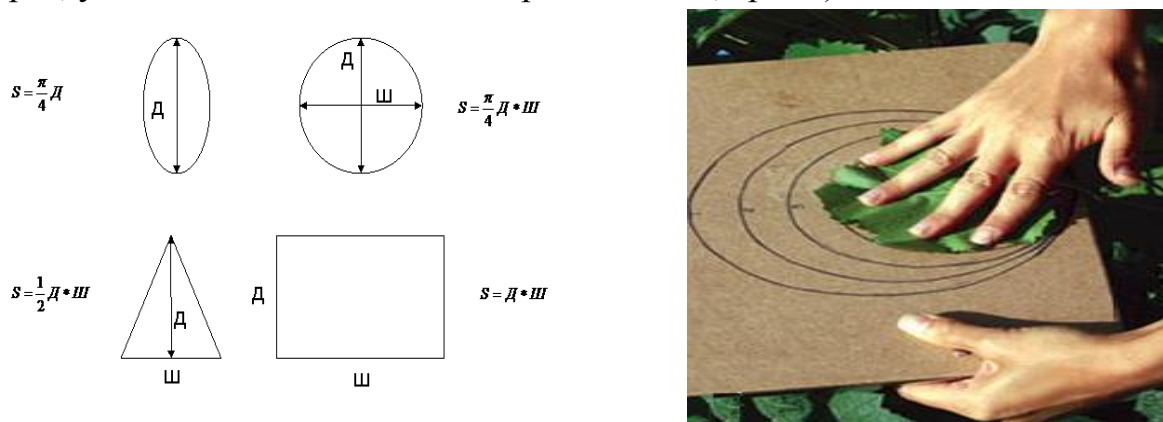 S = π/4 Д
Д
Д
Ш
S = π/4 Д * Ш
S = 1/2 Д * Ш
Д
Ш
Д
Ш
S = Д * Ш